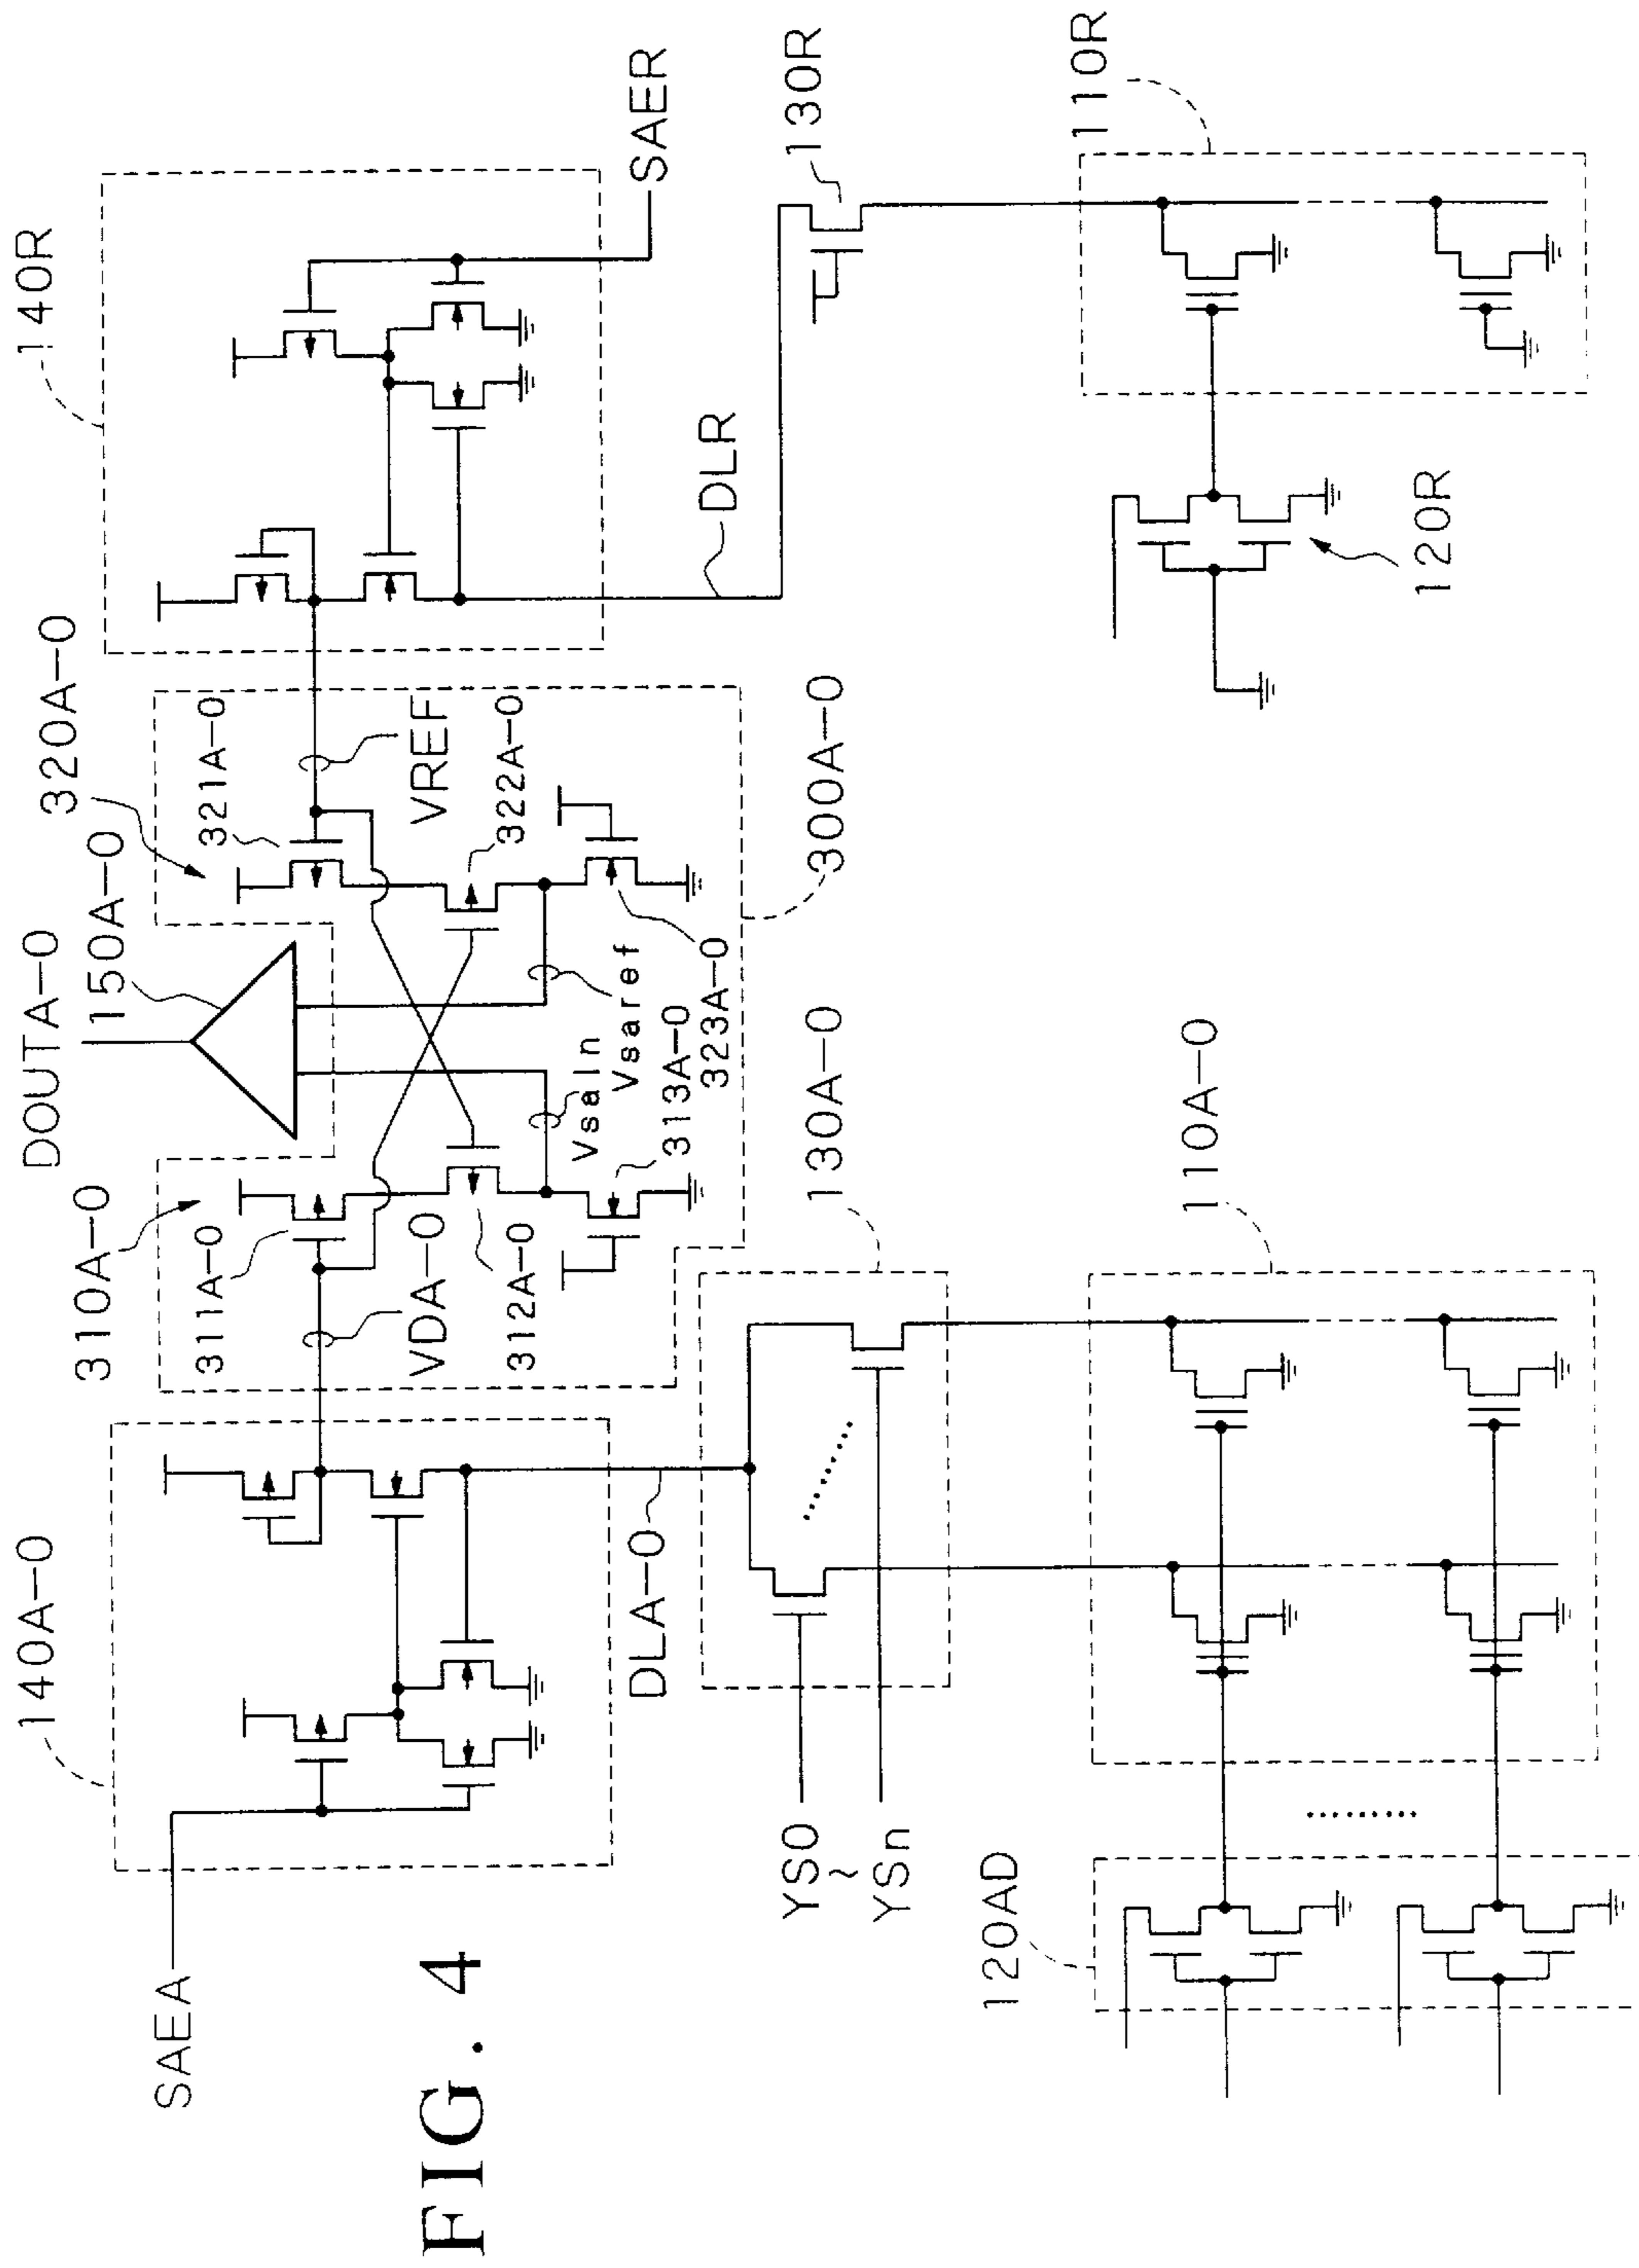 FIG. 4
SAEA
140A-0
310A-0
311A-0
VDA-0
312A-0
DOUTA-0
150A-0
320A-0
321A-0
VREF
322A-0
VsaIn
Vsaref
313A-0
323A-0
300A-0
140R
SAER
DLA-0
DLR
130R
YS0
~
YSn
130A-0
120AD
110A-0
120R
110R